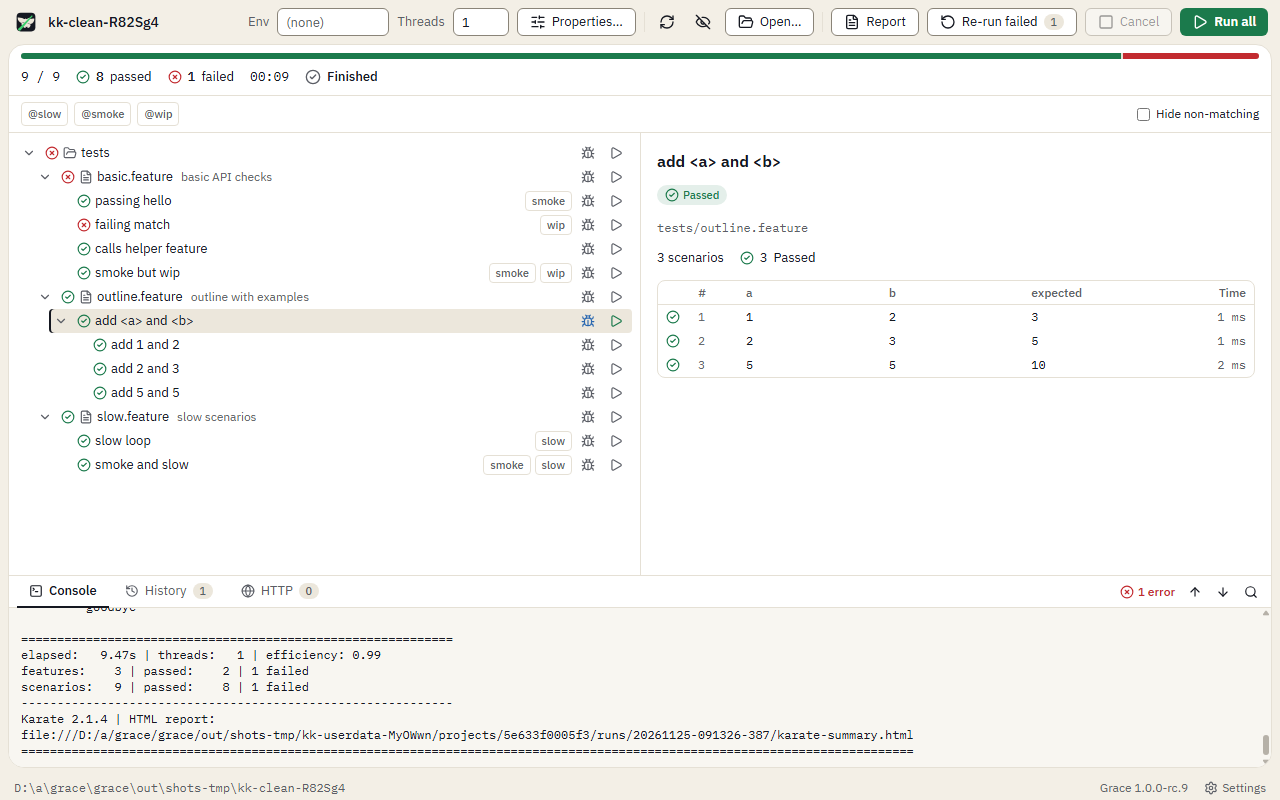 kk-clean-R82Sg4 Env (none) Threads 1 Properties... Open... Report Re-run failed 1 Cancel Run all
9 / 9 8 passed 1 failed 00:09 Finished
@slow @smoke @wip Hide non-matching
tests
basic.feature basic API checks
passing hello smoke
failing match wip
calls helper feature
smoke but wip smoke wip
outline.feature outline with examples
add <a> and <b>
add 1 and 2
add 2 and 3
add 5 and 5
slow.feature slow scenarios
slow loop slow
smoke and slow smoke slow
add <a> and <b>
Passed
tests/outline.feature
3 scenarios 3 Passed
# a b expected Time
1 1 2 3 1 ms
2 2 3 5 1 ms
3 5 5 10 2 ms
Console History 1 HTTP 0 1 error
goodbye
============================================================
elapsed: 9.47s | threads: 1 | efficiency: 0.99
features: 3 | passed: 2 | 1 failed
scenarios: 9 | passed: 8 | 1 failed
------------------------------------------------------------
Karate 2.1.4 | HTML report:
file:///D:/a/grace/grace/out/shots-tmp/kk-userdata-MyOWwn/projects/5e633f0005f3/runs/20261125-091326-387/karate-summary.html
============================================================================================================================
D:\a\grace\grace\out\shots-tmp\kk-clean-R82Sg4 Grace 1.0.0-rc.9 Settings